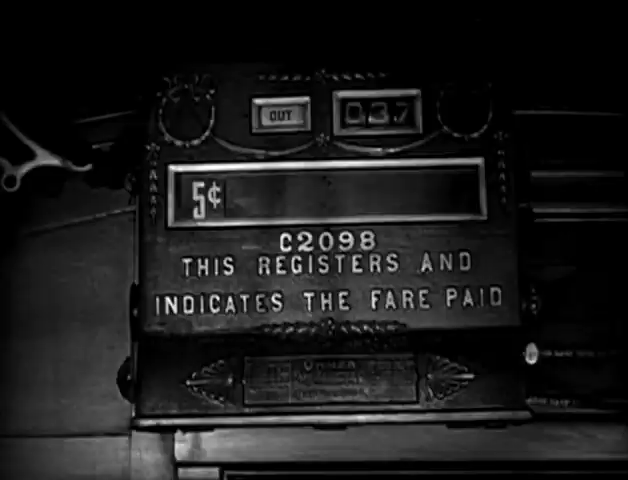 OUT 037
5¢
C2098
THIS REGISTERS AND
INDICATES THE FARE PAID